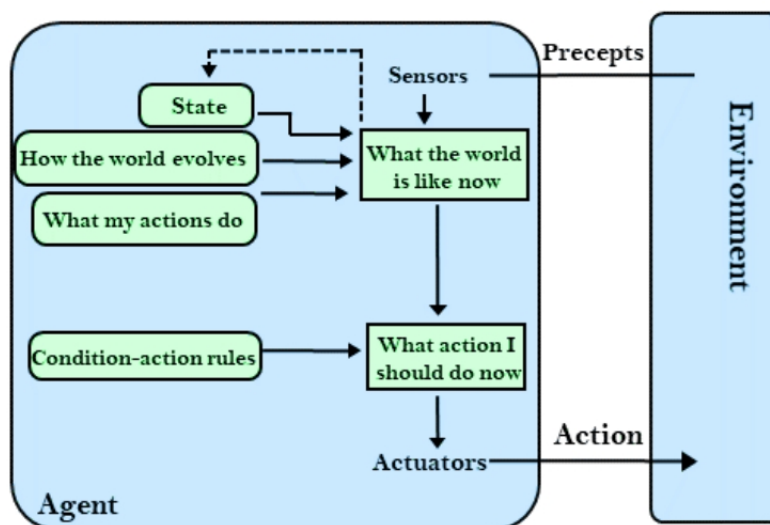 Precepts
Sensors
State
How the world evolves
What my actions do
What the world
is like now
Environment
Condition-action rules
What action I
should do now
Action
Actuators
Agent